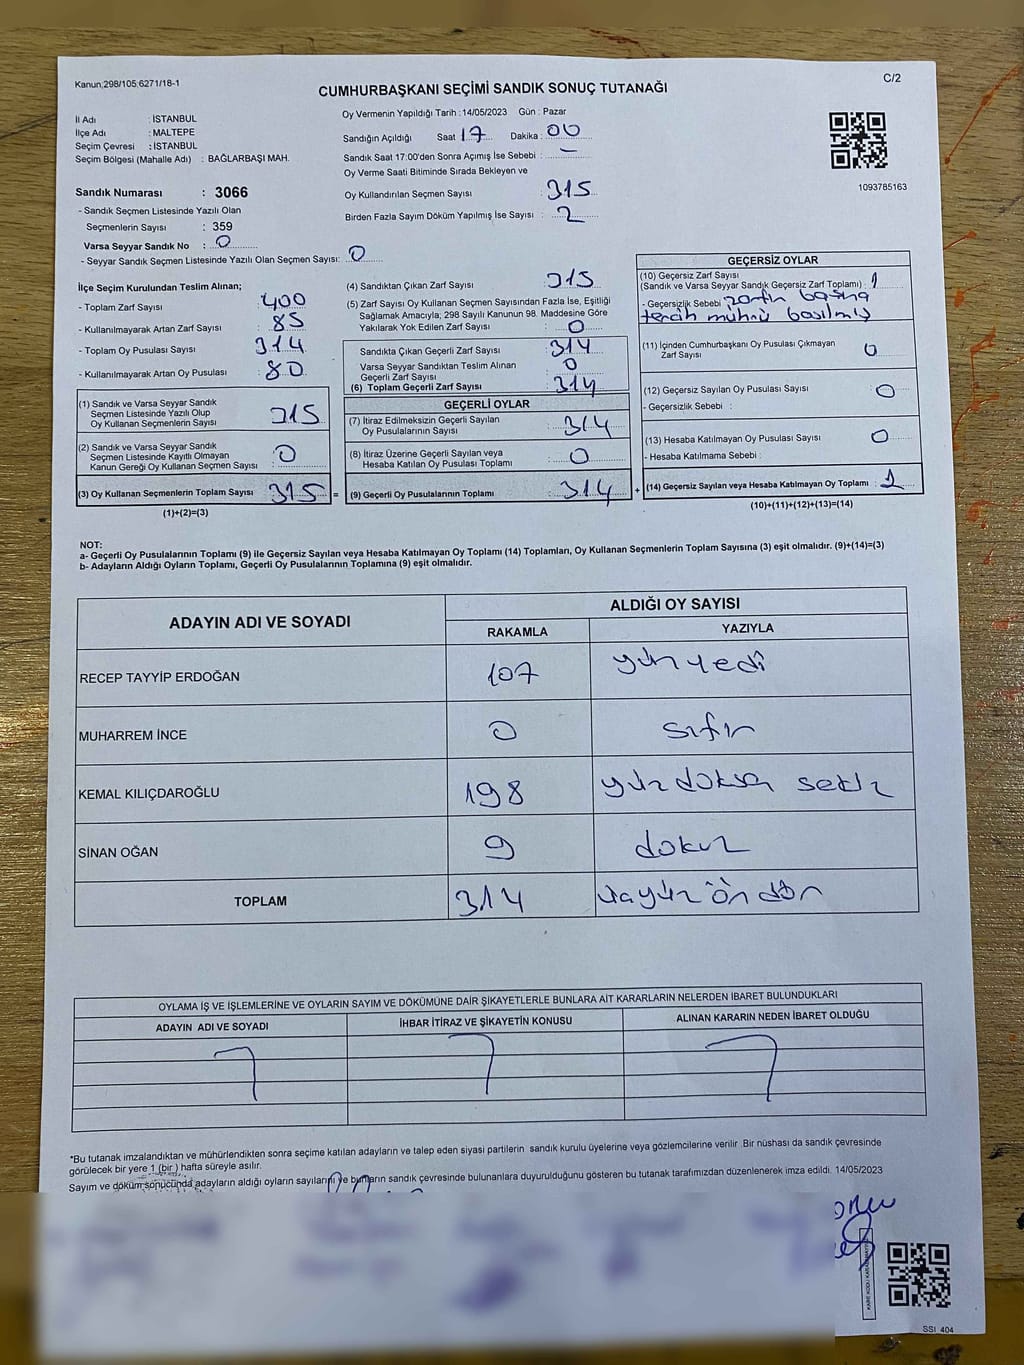 Kanun;298/105;6271/18-1
C/2
CUMHURBAŞKANI SEÇİMİ SANDIK SONUÇ TUTANAĞI
İl Adı : İSTANBUL
İlçe Adı : MALTEPE
Seçim Çevresi : İSTANBUL
Seçim Bölgesi (Mahalle Adı) : BAĞLARBAŞI MAH.
Oy Vermenin Yapıldığı Tarih : 14/05/2023 Gün : Pazar
Sandığın Açıldığı Saat 17 Dakika : 00
Sandık Saat 17:00'den Sonra Açımış İse Sebebi : —
Oy Verme Saati Bitiminde Sırada Bekleyen ve
Oy Kullandırılan Seçmen Sayısı : 315
Birden Fazla Sayım Döküm Yapılmış İse Sayısı : 2
1093785163
Sandık Numarası : 3066
- Sandık Seçmen Listesinde Yazılı Olan
Seçmenlerin Sayısı : 359
Varsa Seyyar Sandık No : 0
- Seyyar Sandık Seçmen Listesinde Yazılı Olan Seçmen Sayısı: 0
İlçe Seçim Kurulundan Teslim Alınan;
- Toplam Zarf Sayısı : 400
- Kullanılmayarak Artan Zarf Sayısı : 85
- Toplam Oy Pusulası Sayısı : 314
- Kullanılmayarak Artan Oy Pusulası : 80
(1) Sandık ve Varsa Seyyar Sandık
Seçmen Listesinde Yazılı Olup
Oy Kullanan Seçmenlerin Sayısı : 315
(2) Sandık ve Varsa Seyyar Sandık
Seçmen Listesinde Kayıtlı Olmayan
Kanun Gereği Oy Kullanan Seçmen Sayısı : 0
(3) Oy Kullanan Seçmenlerin Toplam Sayısı : 315 =
(1)+(2)=(3)
(4) Sandıktan Çıkan Zarf Sayısı : 315
(5) Zarf Sayısı Oy Kullanan Seçmen Sayısından Fazla İse, Eşitliği
Sağlamak Amacıyla; 298 Sayılı Kanunun 98. Maddesine Göre
Yakılarak Yok Edilen Zarf Sayısı : 0
Sandıkta Çıkan Geçerli Zarf Sayısı : 314
Varsa Seyyar Sandıktan Teslim Alınan
Geçerli Zarf Sayısı : 0
(6) Toplam Geçerli Zarf Sayısı : 314
GEÇERLİ OYLAR
(7) İtiraz Edilmeksizin Geçerli Sayılan
Oy Pusulalarının Sayısı : 314
(8) İtiraz Üzerine Geçerli Sayılan veya
Hesaba Katılan Oy Pusulası Toplamı : 0
(9) Geçerli Oy Pusulalarının Toplamı : 314 +
GEÇERSİZ OYLAR
(10) Geçersiz Zarf Sayısı
(Sandık ve Varsa Seyyar Sandık Geçersiz Zarf Toplamı) : 1
- Geçersizlik Sebebi : zarfın başına
tercih mührü basılmış
(11) İçinden Cumhurbaşkanı Oy Pusulası Çıkmayan
Zarf Sayısı : 0
(12) Geçersiz Sayılan Oy Pusulası Sayısı : 0
- Geçersizlik Sebebi :
(13) Hesaba Katılmayan Oy Pusulası Sayısı : 0
- Hesaba Katılmama Sebebi :
(14) Geçersiz Sayılan veya Hesaba Katılmayan Oy Toplamı : 1
(10)+(11)+(12)+(13)=(14)
NOT:
a- Geçerli Oy Pusulalarının Toplamı (9) ile Geçersiz Sayılan veya Hesaba Katılmayan Oy Toplamı (14) Toplamları, Oy Kullanan Seçmenlerin Toplam Sayısına (3) eşit olmalıdır. (9)+(14)=(3)
b- Adayların Aldığı Oyların Toplamı, Geçerli Oy Pusulalarının Toplamına (9) eşit olmalıdır.
ADAYIN ADI VE SOYADI
ALDIĞI OY SAYISI
RAKAMLA YAZIYLA
RECEP TAYYİP ERDOĞAN 107 yüz yedi
MUHARREM İNCE 0 sıfır
KEMAL KILIÇDAROĞLU 198 yüz doksan sekiz
SİNAN OĞAN 9 dokuz
TOPLAM 314
OYLAMA İŞ VE İŞLEMLERİNE VE OYLARIN SAYIM VE DÖKÜMÜNE DAİR ŞİKAYETLERLE BUNLARA AİT KARARLARIN NELERDEN İBARET BULUNDUKLARI
ADAYIN ADI VE SOYADI İHBAR İTİRAZ VE ŞİKAYETİN KONUSU ALINAN KARARIN NEDEN İBARET OLDUĞU
*Bu tutanak imzalandıktan ve mühürlendikten sonra seçime katılan adayların ve talep eden siyasi partilerin sandık kurulu üyelerine veya gözlemcilerine verilir. Bir nüshası da sandık çevresinde
görülecek bir yere 1 (bir ) hafta süreyle asılır.
Sayım ve döküm sonucunda adayların aldığı oyların sayılarını ve bunların sandık çevresinde bulunanlara duyurulduğunu gösteren bu tutanak tarafımızdan düzenlenerek imza edildi. 14/05/2023
SSI_404